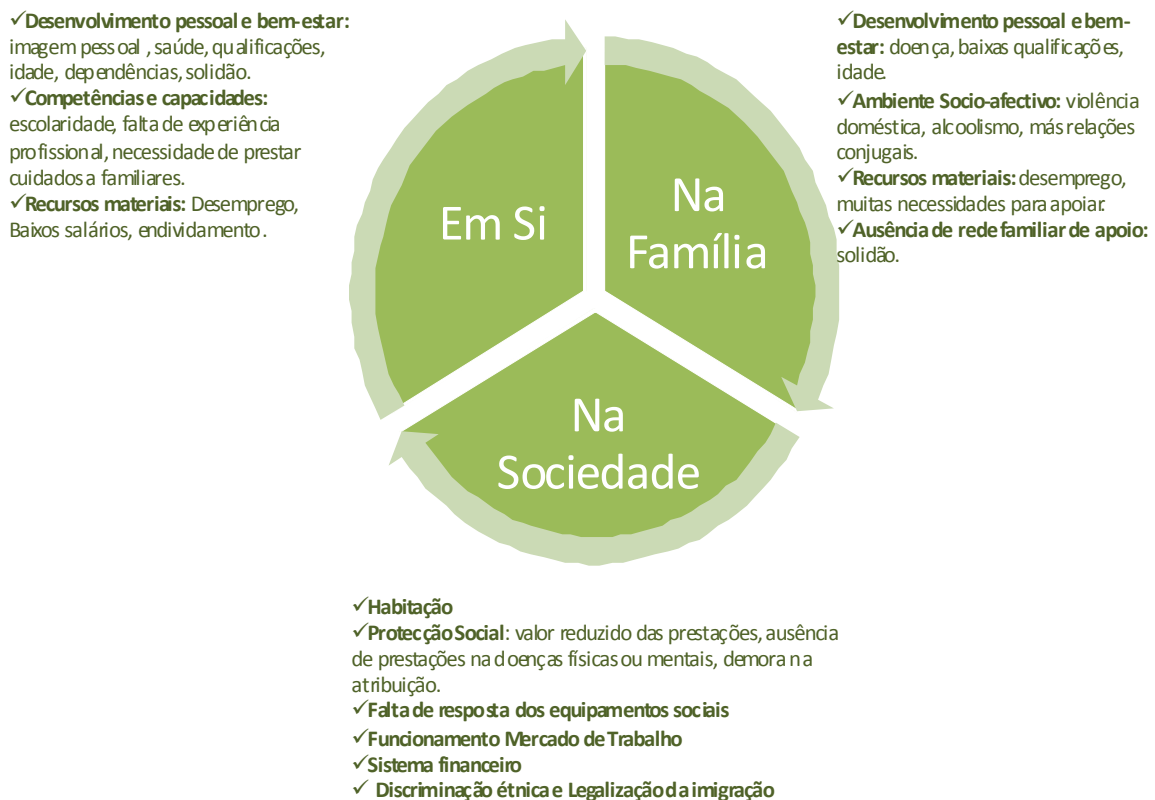 ✓Desenvolvimento pessoal e bem-estar:
imagem pessoal , saúde, qualificações,
idade, dependências, solidão.
✓Competências e capacidades:
escolaridade, falta de experiência
profissional, necessidade de prestar
cuidados a familiares.
✓Recursos materiais: Desemprego,
Baixos salários, endividamento .
Em Si
Na
Família
✓Desenvolvimento pessoal e bem-
estar: doença, baixas qualificações,
idade.
✓Ambiente Socio-afectivo: violência
doméstica, alcoolismo, más relações
conjugais.
✓Recursos materiais: desemprego,
muitas necessidades para apoiar.
✓Ausência de rede familiar de apoio:
solidão.
Na
Sociedade
✓Habitação
✓Protecção Social: valor reduzido das prestações, ausência
de prestações na doenças físicas ou mentais, demora na
atribuição.
✓Falta de resposta dos equipamentos sociais
✓Funcionamento Mercado de Trabalho
✓Sistema financeiro
✓ Discriminação étnica e Legalização da imigração